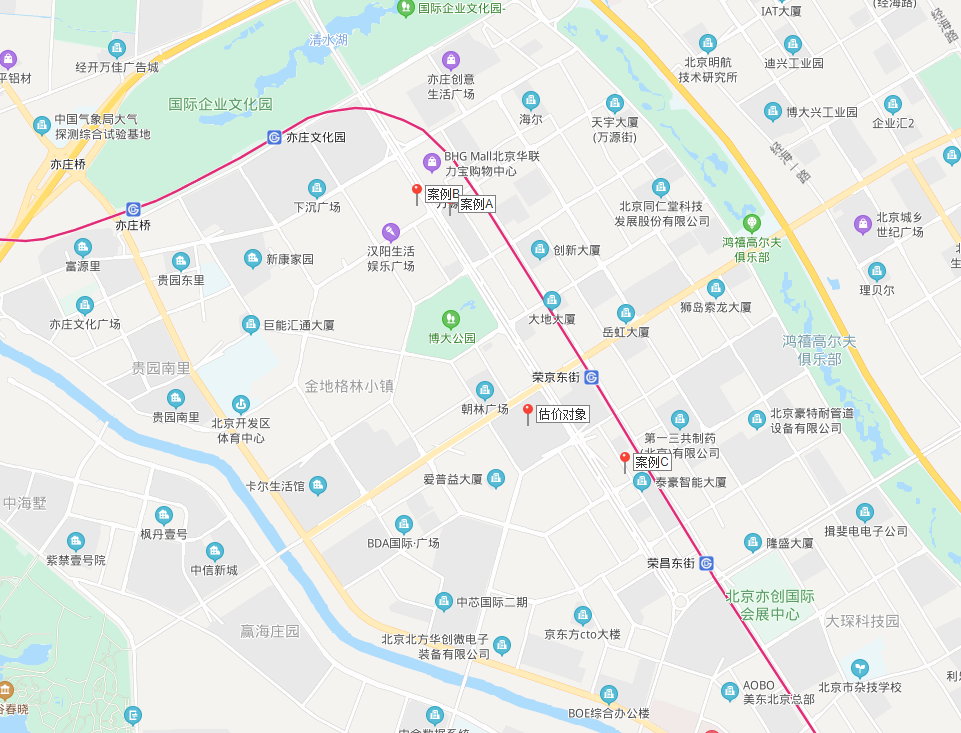 国际企业文化园-
IAT大厦
(经海路)
经海路
清水湖
经开万佳广告城
平铝材
亦庄创意
生活广场
北京明航
技术研究所
迪兴工业园
国际企业文化园
海尔
天宇大厦
(万源街)
博大兴工业园
企业汇2
中国气象局大气
探测综合试验基地
亦庄文化园
亦庄桥
BHG Mall北京华联
力宝购物中心
经海一路
案例B
案例A
下沉广场
北京同仁堂科技
发展股份有限公司
北京城乡
世纪广场
亦庄桥
汉阳生活
娱乐广场
创新大厦
鸿禧高尔夫
俱乐部
富源里
贵园东里
新康家园
理贝尔
亦庄文化广场
巨能汇通大厦
博大公园
大地大厦
岳虹大厦
狮岛索龙大厦
鸿禧高尔夫
俱乐部
贵园南里
金地格林小镇
荣京东街
贵园南里
北京开发区
体育中心
朝林广场
估价对象
北京豪特耐管道
设备有限公司
第一三共制药
(北京)有限公司
案例C
卡尔生活馆
爱普益大厦
泰豪智能大厦
中海墅
枫丹壹号
紫禁壹号院
中信新城
BDA国际·广场
揖斐电电子公司
隆盛大厦
荣昌东街
中芯国际二期
北京亦创国际
会展中心
大琛科技园
瀛海庄园
京东方cto大楼
北京北方华创微电子
装备有限公司
北京市杂技学校
AOBO
美东北京总部
BOE综合办公楼
谷春晓